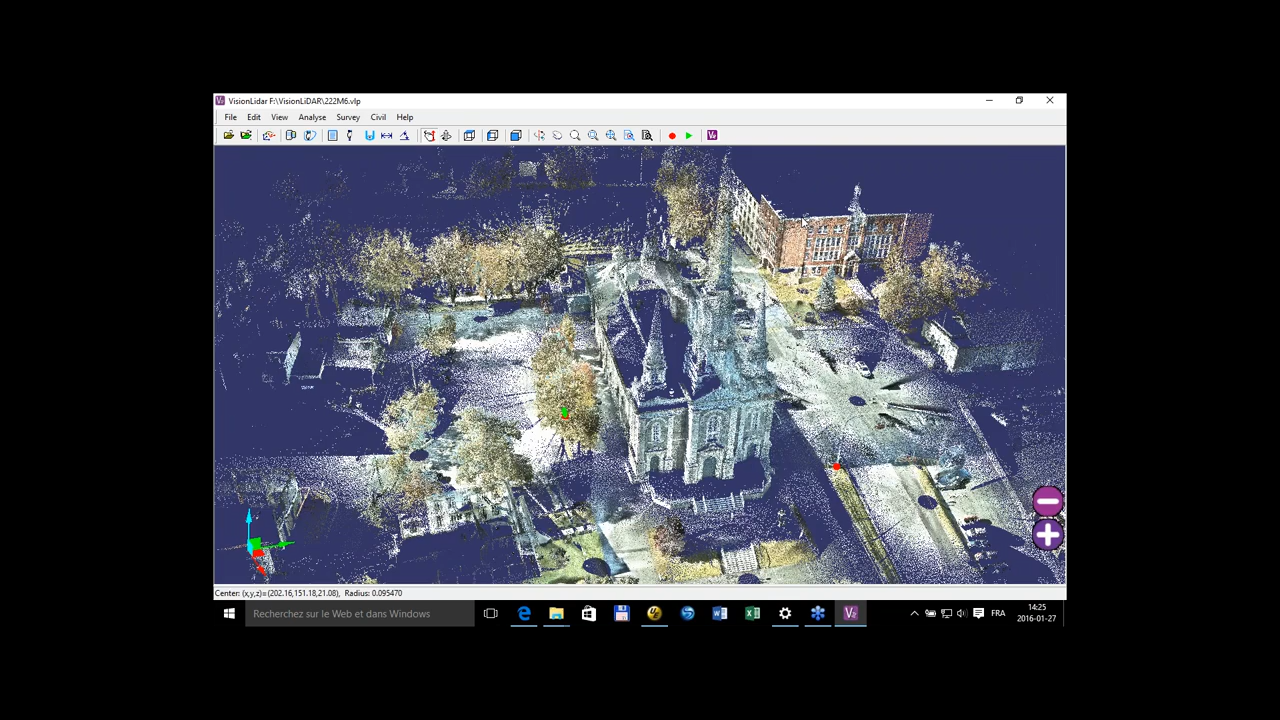 VisionLidar F:\VisionLiDAR\222M6.vlp
File Edit View Analyse Survey Civil Help
Center: (x,y,z)=(202.16,151.18,21.08), Radius: 0.095470
Recherchez sur le Web et dans Windows
FRA
14:25
2016-01-27